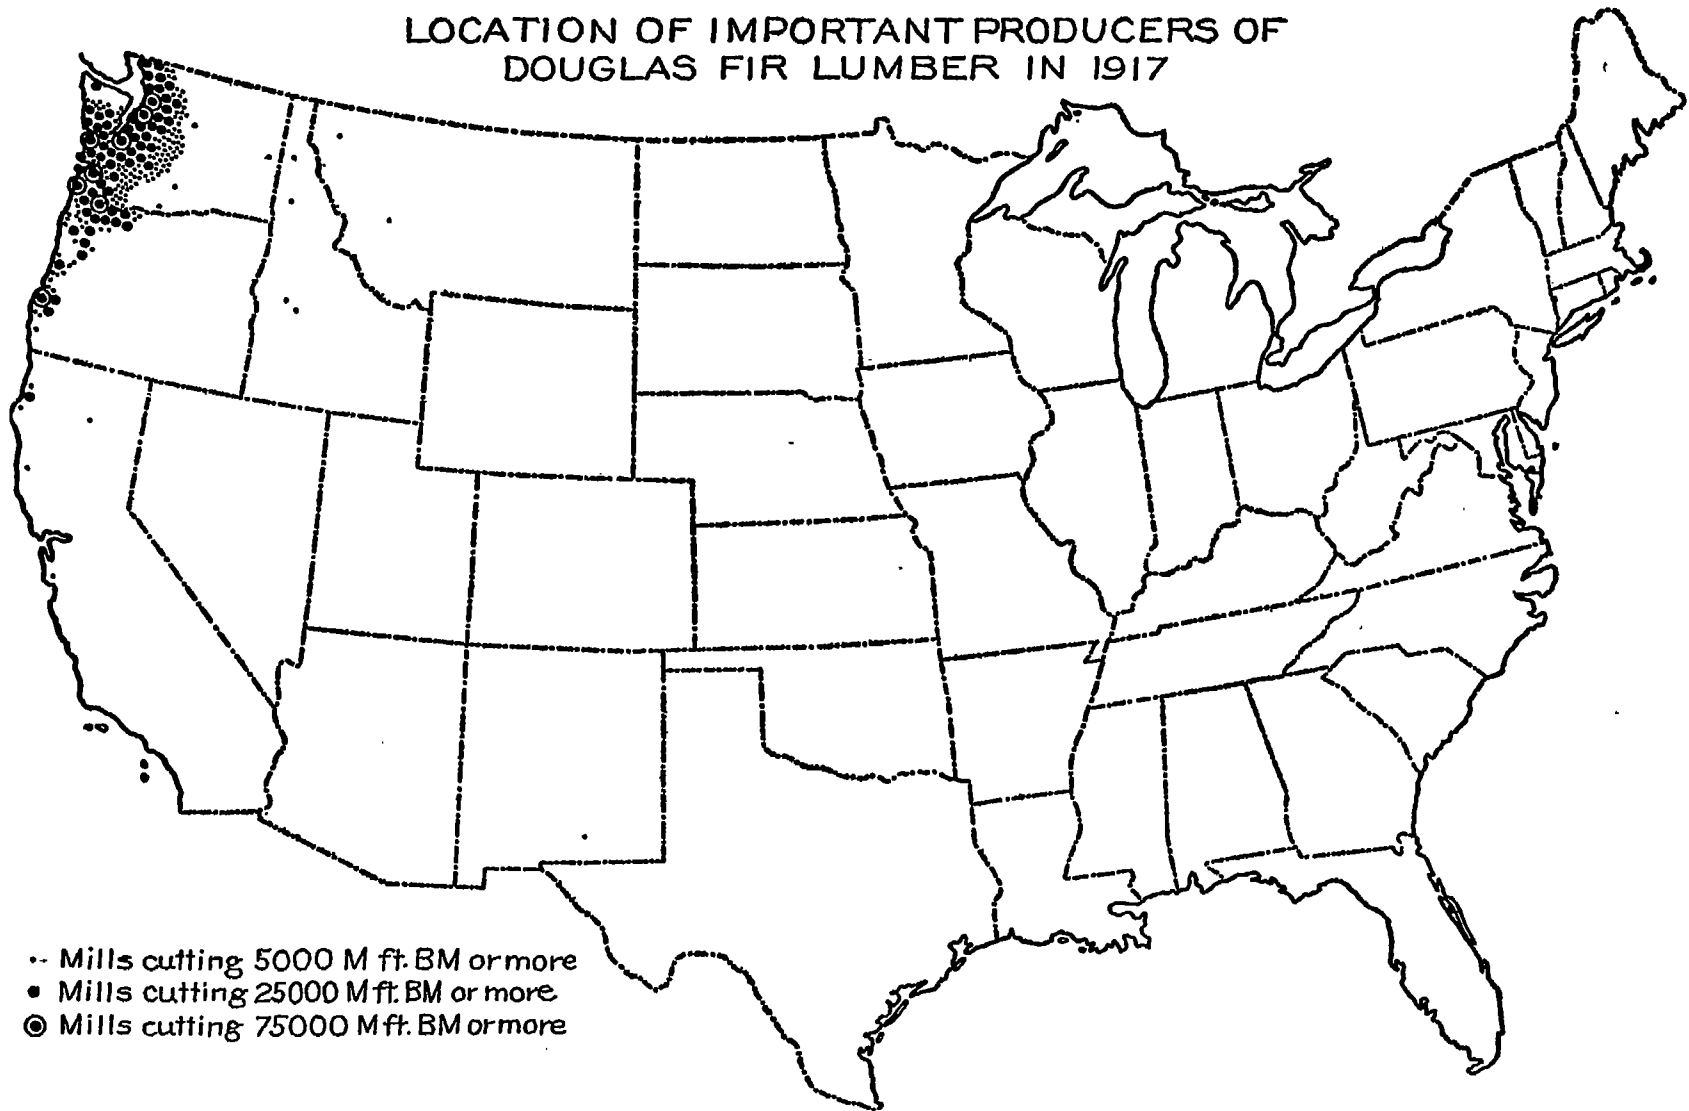 LOCATION OF IMPORTANT PRODUCERS OF
DOUGLAS FIR LUMBER IN 1917
Mills cutting 5000 M ft. BM or more
Mills cutting 25000 M ft. BM or more
Mills cutting 75000 M ft. BM or more